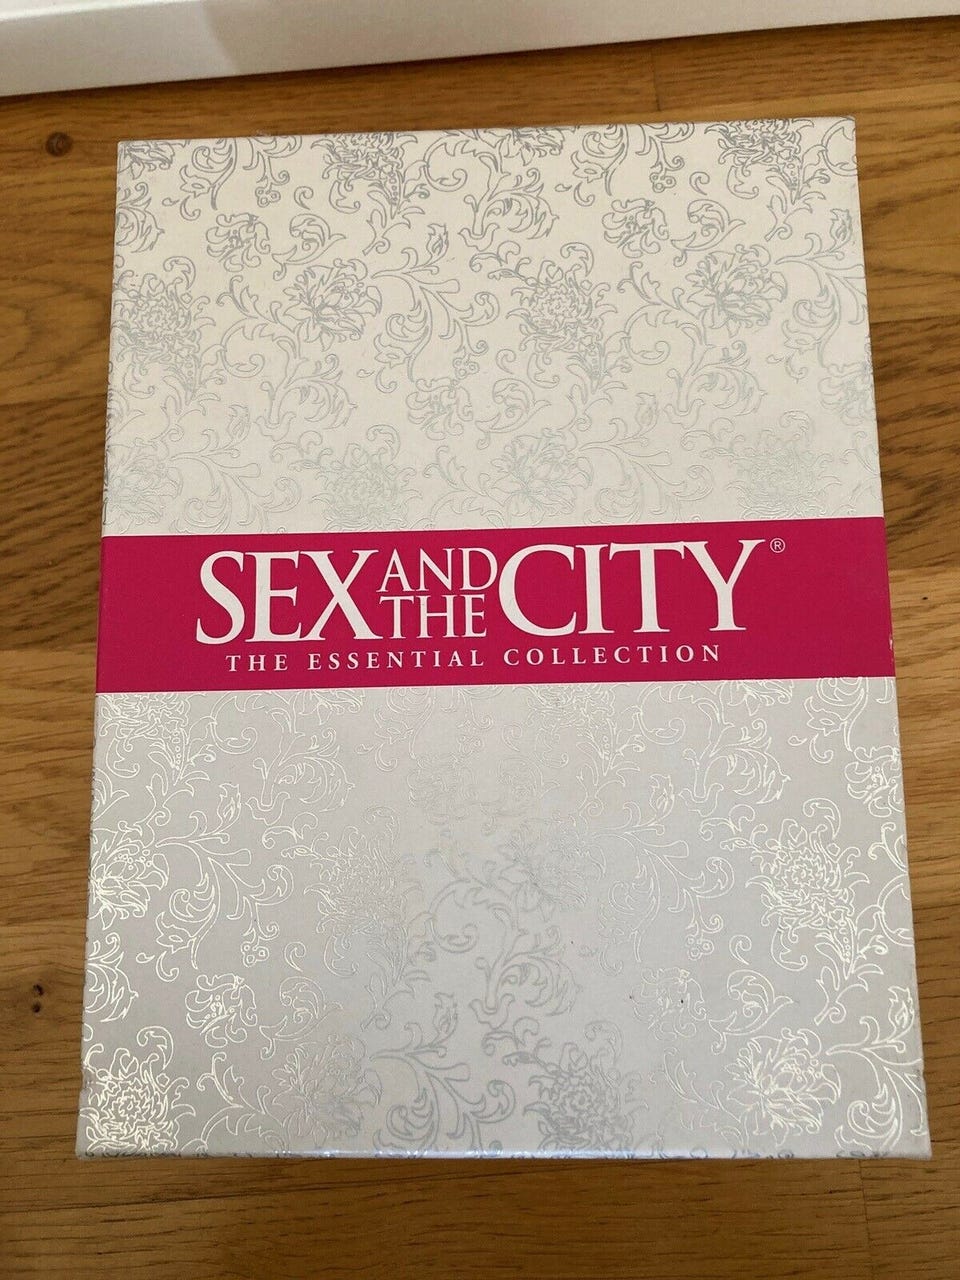 SEX AND THE CITY®
THE ESSENTIAL COLLECTION